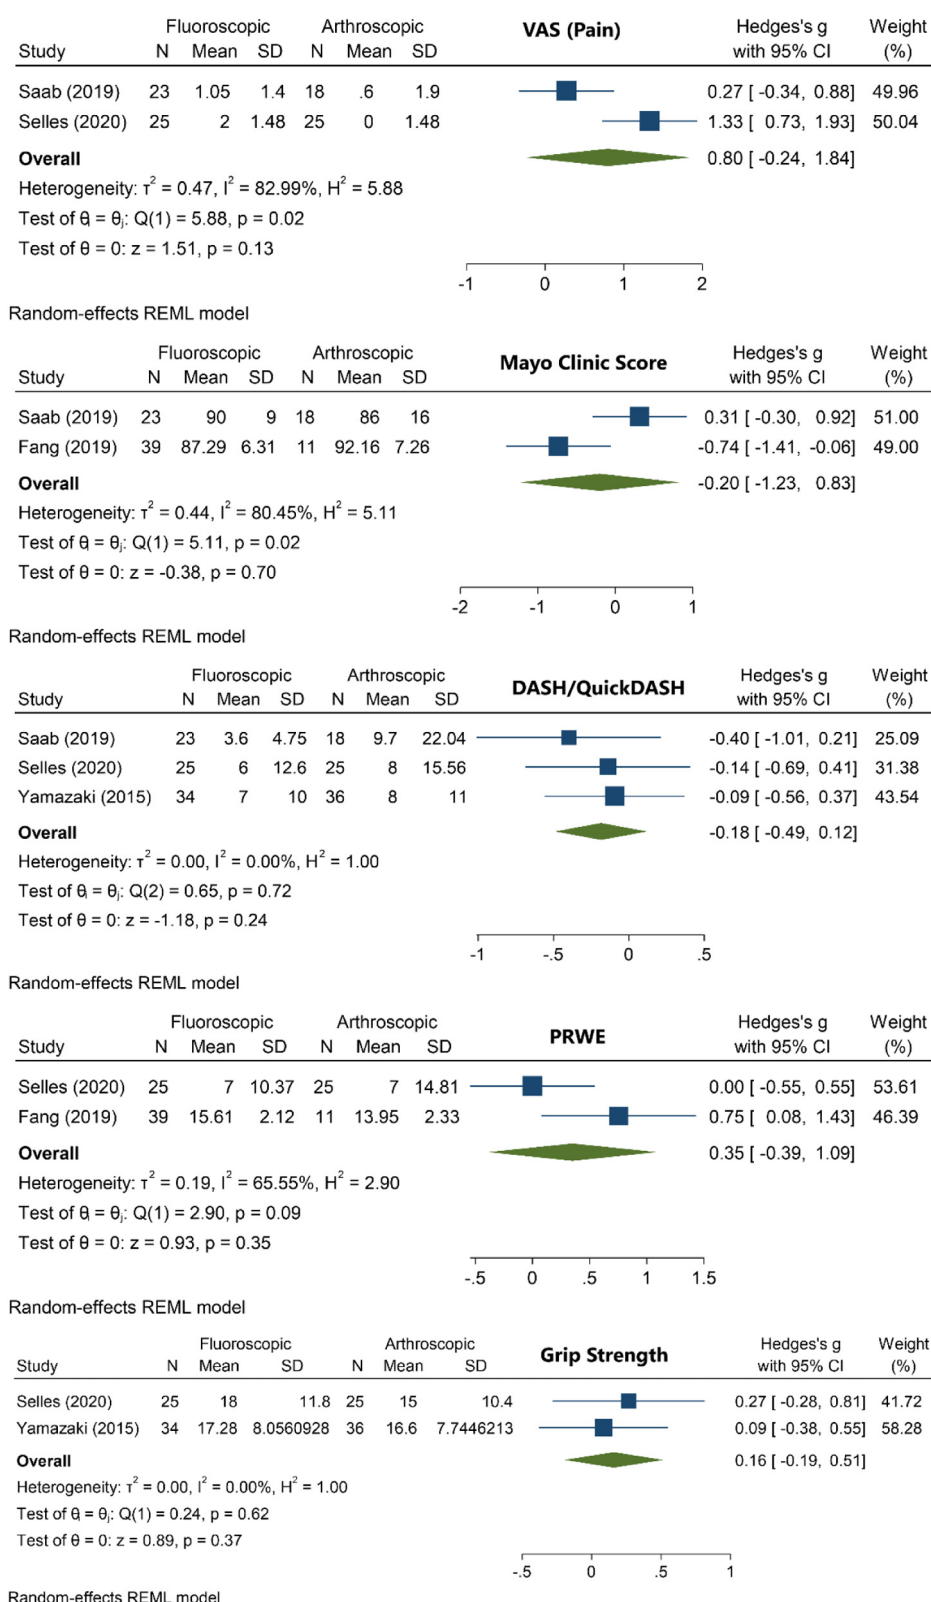 Fluoroscopic Arthroscopic VAS (Pain) Hedges's g Weight
Study N Mean SD N Mean SD with 95% CI (%)
Saab (2019) 23 1.05 1.4 18 .6 1.9 0.27 [ -0.34, 0.88] 49.96
Selles (2020) 25 2 1.48 25 0 1.48 1.33 [ 0.73, 1.93] 50.04
Overall 0.80 [ -0.24, 1.84]
Heterogeneity: τ² = 0.47, I² = 82.99%, H² = 5.88
Test of θᵢ = θⱼ: Q(1) = 5.88, p = 0.02
Test of θ = 0: z = 1.51, p = 0.13
-1 0 1 2
Random-effects REML model
Fluoroscopic Arthroscopic Mayo Clinic Score Hedges's g Weight
Study N Mean SD N Mean SD with 95% CI (%)
Saab (2019) 23 90 9 18 86 16 0.31 [ -0.30, 0.92] 51.00
Fang (2019) 39 87.29 6.31 11 92.16 7.26 -0.74 [ -1.41, -0.06] 49.00
Overall -0.20 [ -1.23, 0.83]
Heterogeneity: τ² = 0.44, I² = 80.45%, H² = 5.11
Test of θᵢ = θⱼ: Q(1) = 5.11, p = 0.02
Test of θ = 0: z = -0.38, p = 0.70
-2 -1 0 1
Random-effects REML model
Fluoroscopic Arthroscopic DASH/QuickDASH Hedges's g Weight
Study N Mean SD N Mean SD with 95% CI (%)
Saab (2019) 23 3.6 4.75 18 9.7 22.04 -0.40 [ -1.01, 0.21] 25.09
Selles (2020) 25 6 12.6 25 8 15.56 -0.14 [ -0.69, 0.41] 31.38
Yamazaki (2015) 34 7 10 36 8 11 -0.09 [ -0.56, 0.37] 43.54
Overall -0.18 [ -0.49, 0.12]
Heterogeneity: τ² = 0.00, I² = 0.00%, H² = 1.00
Test of θᵢ = θⱼ: Q(2) = 0.65, p = 0.72
Test of θ = 0: z = -1.18, p = 0.24
-1 -.5 0 .5
Random-effects REML model
Fluoroscopic Arthroscopic PRWE Hedges's g Weight
Study N Mean SD N Mean SD with 95% CI (%)
Selles (2020) 25 7 10.37 25 7 14.81 0.00 [ -0.55, 0.55] 53.61
Fang (2019) 39 15.61 2.12 11 13.95 2.33 0.75 [ 0.08, 1.43] 46.39
Overall 0.35 [ -0.39, 1.09]
Heterogeneity: τ² = 0.19, I² = 65.55%, H² = 2.90
Test of θᵢ = θⱼ: Q(1) = 2.90, p = 0.09
Test of θ = 0: z = 0.93, p = 0.35
-.5 0 .5 1 1.5
Random-effects REML model
Fluoroscopic Arthroscopic Grip Strength Hedges's g Weight
Study N Mean SD N Mean SD with 95% CI (%)
Selles (2020) 25 18 11.8 25 15 10.4 0.27 [ -0.28, 0.81] 41.72
Yamazaki (2015) 34 17.28 8.0560928 36 16.6 7.7446213 0.09 [ -0.38, 0.55] 58.28
Overall 0.16 [ -0.19, 0.51]
Heterogeneity: τ² = 0.00, I² = 0.00%, H² = 1.00
Test of θᵢ = θⱼ: Q(1) = 0.24, p = 0.62
Test of θ = 0: z = 0.89, p = 0.37
-.5 0 .5 1
Random-effects REML model